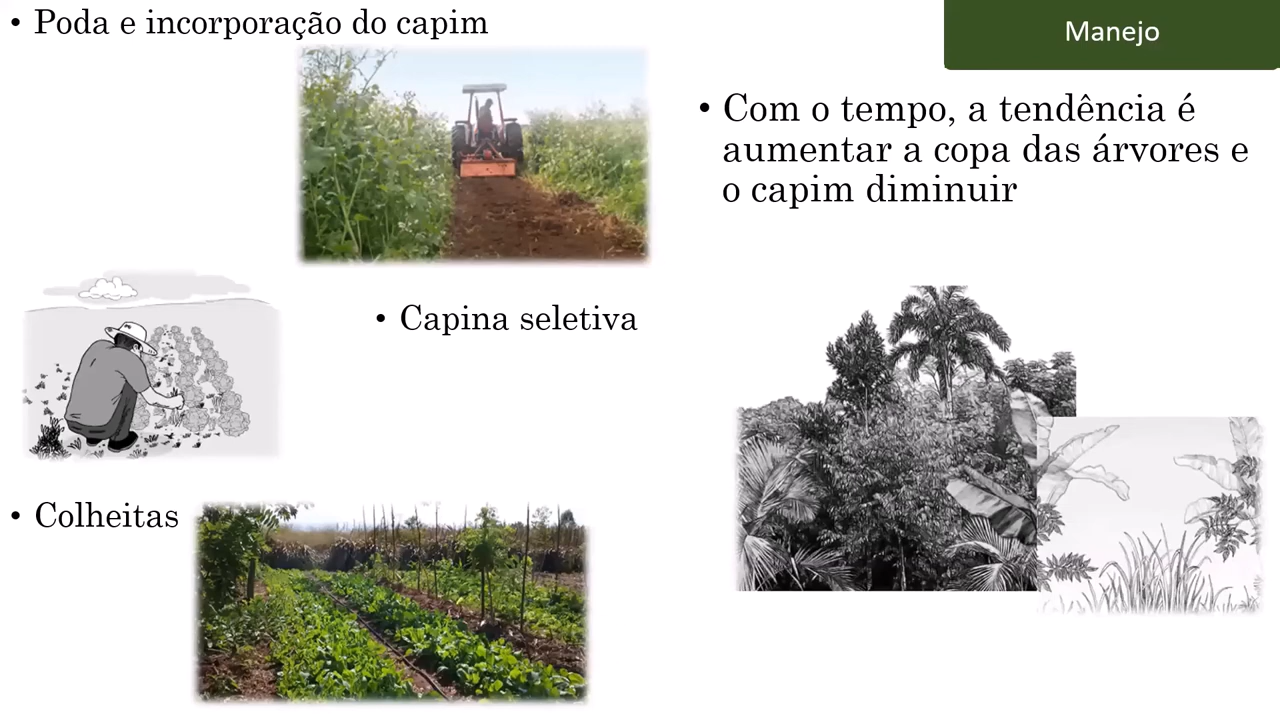 • Poda e incorporação do capim
Manejo
• Com o tempo, a tendência é
aumentar a copa das árvores e
o capim diminuir
• Capina seletiva
• Colheitas